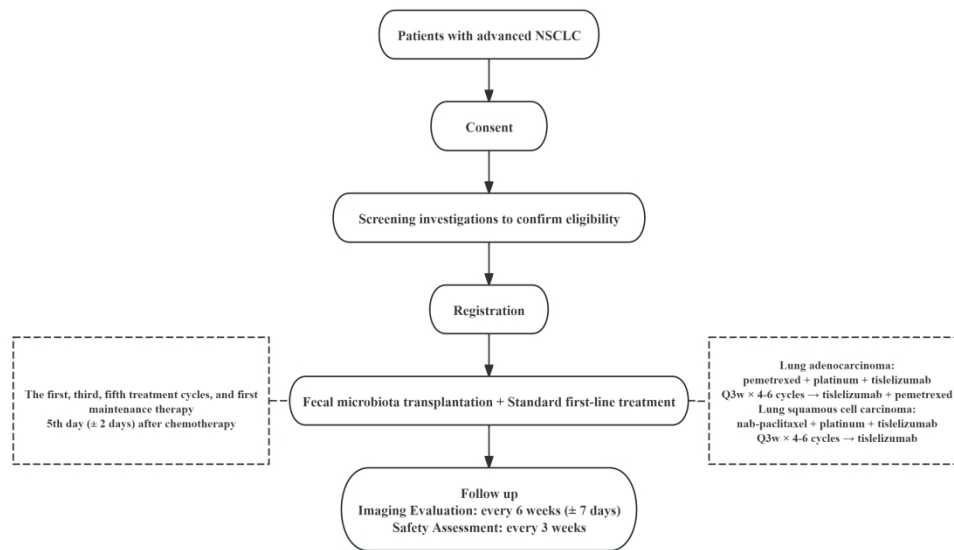 Patients with advanced NSCLC
Consent
Screening investigations to confirm eligibility
Registration
The first, third, fifth treatment cycles, and first
maintenance therapy
5th day (± 2 days) after chemotherapy
Fecal microbiota transplantation + Standard first-line treatment
Lung adenocarcinoma:
pemetrexed + platinum + tislelizumab
Q3w × 4-6 cycles → tislelizumab + pemetrexed
Lung squamous cell carcinoma:
nab-paclitaxel + platinum + tislelizumab
Q3w × 4-6 cycles → tislelizumab
Follow up
Imaging Evaluation: every 6 weeks (± 7 days)
Safety Assessment: every 3 weeks